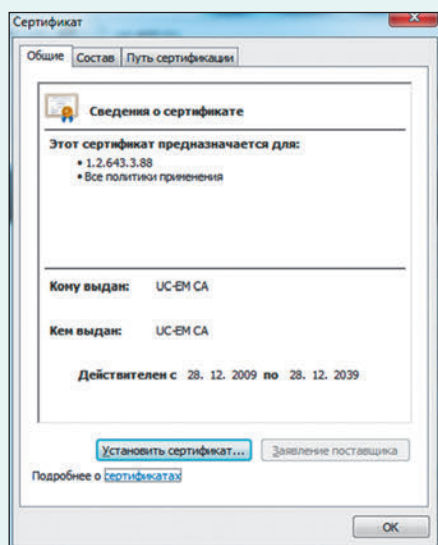 Сертификат
Общие Состав Путь сертификации
Сведения о сертификате
Этот сертификат предназначается для:
• 1.2.643.3.88
• Все политики применения
Кому выдан: UC-EM CA
Кем выдан: UC-EM CA
Действителен с 28. 12. 2009 по 28. 12. 2039
Установить сертификат... Заявление поставщика
Подробнее о сертификатах
OK